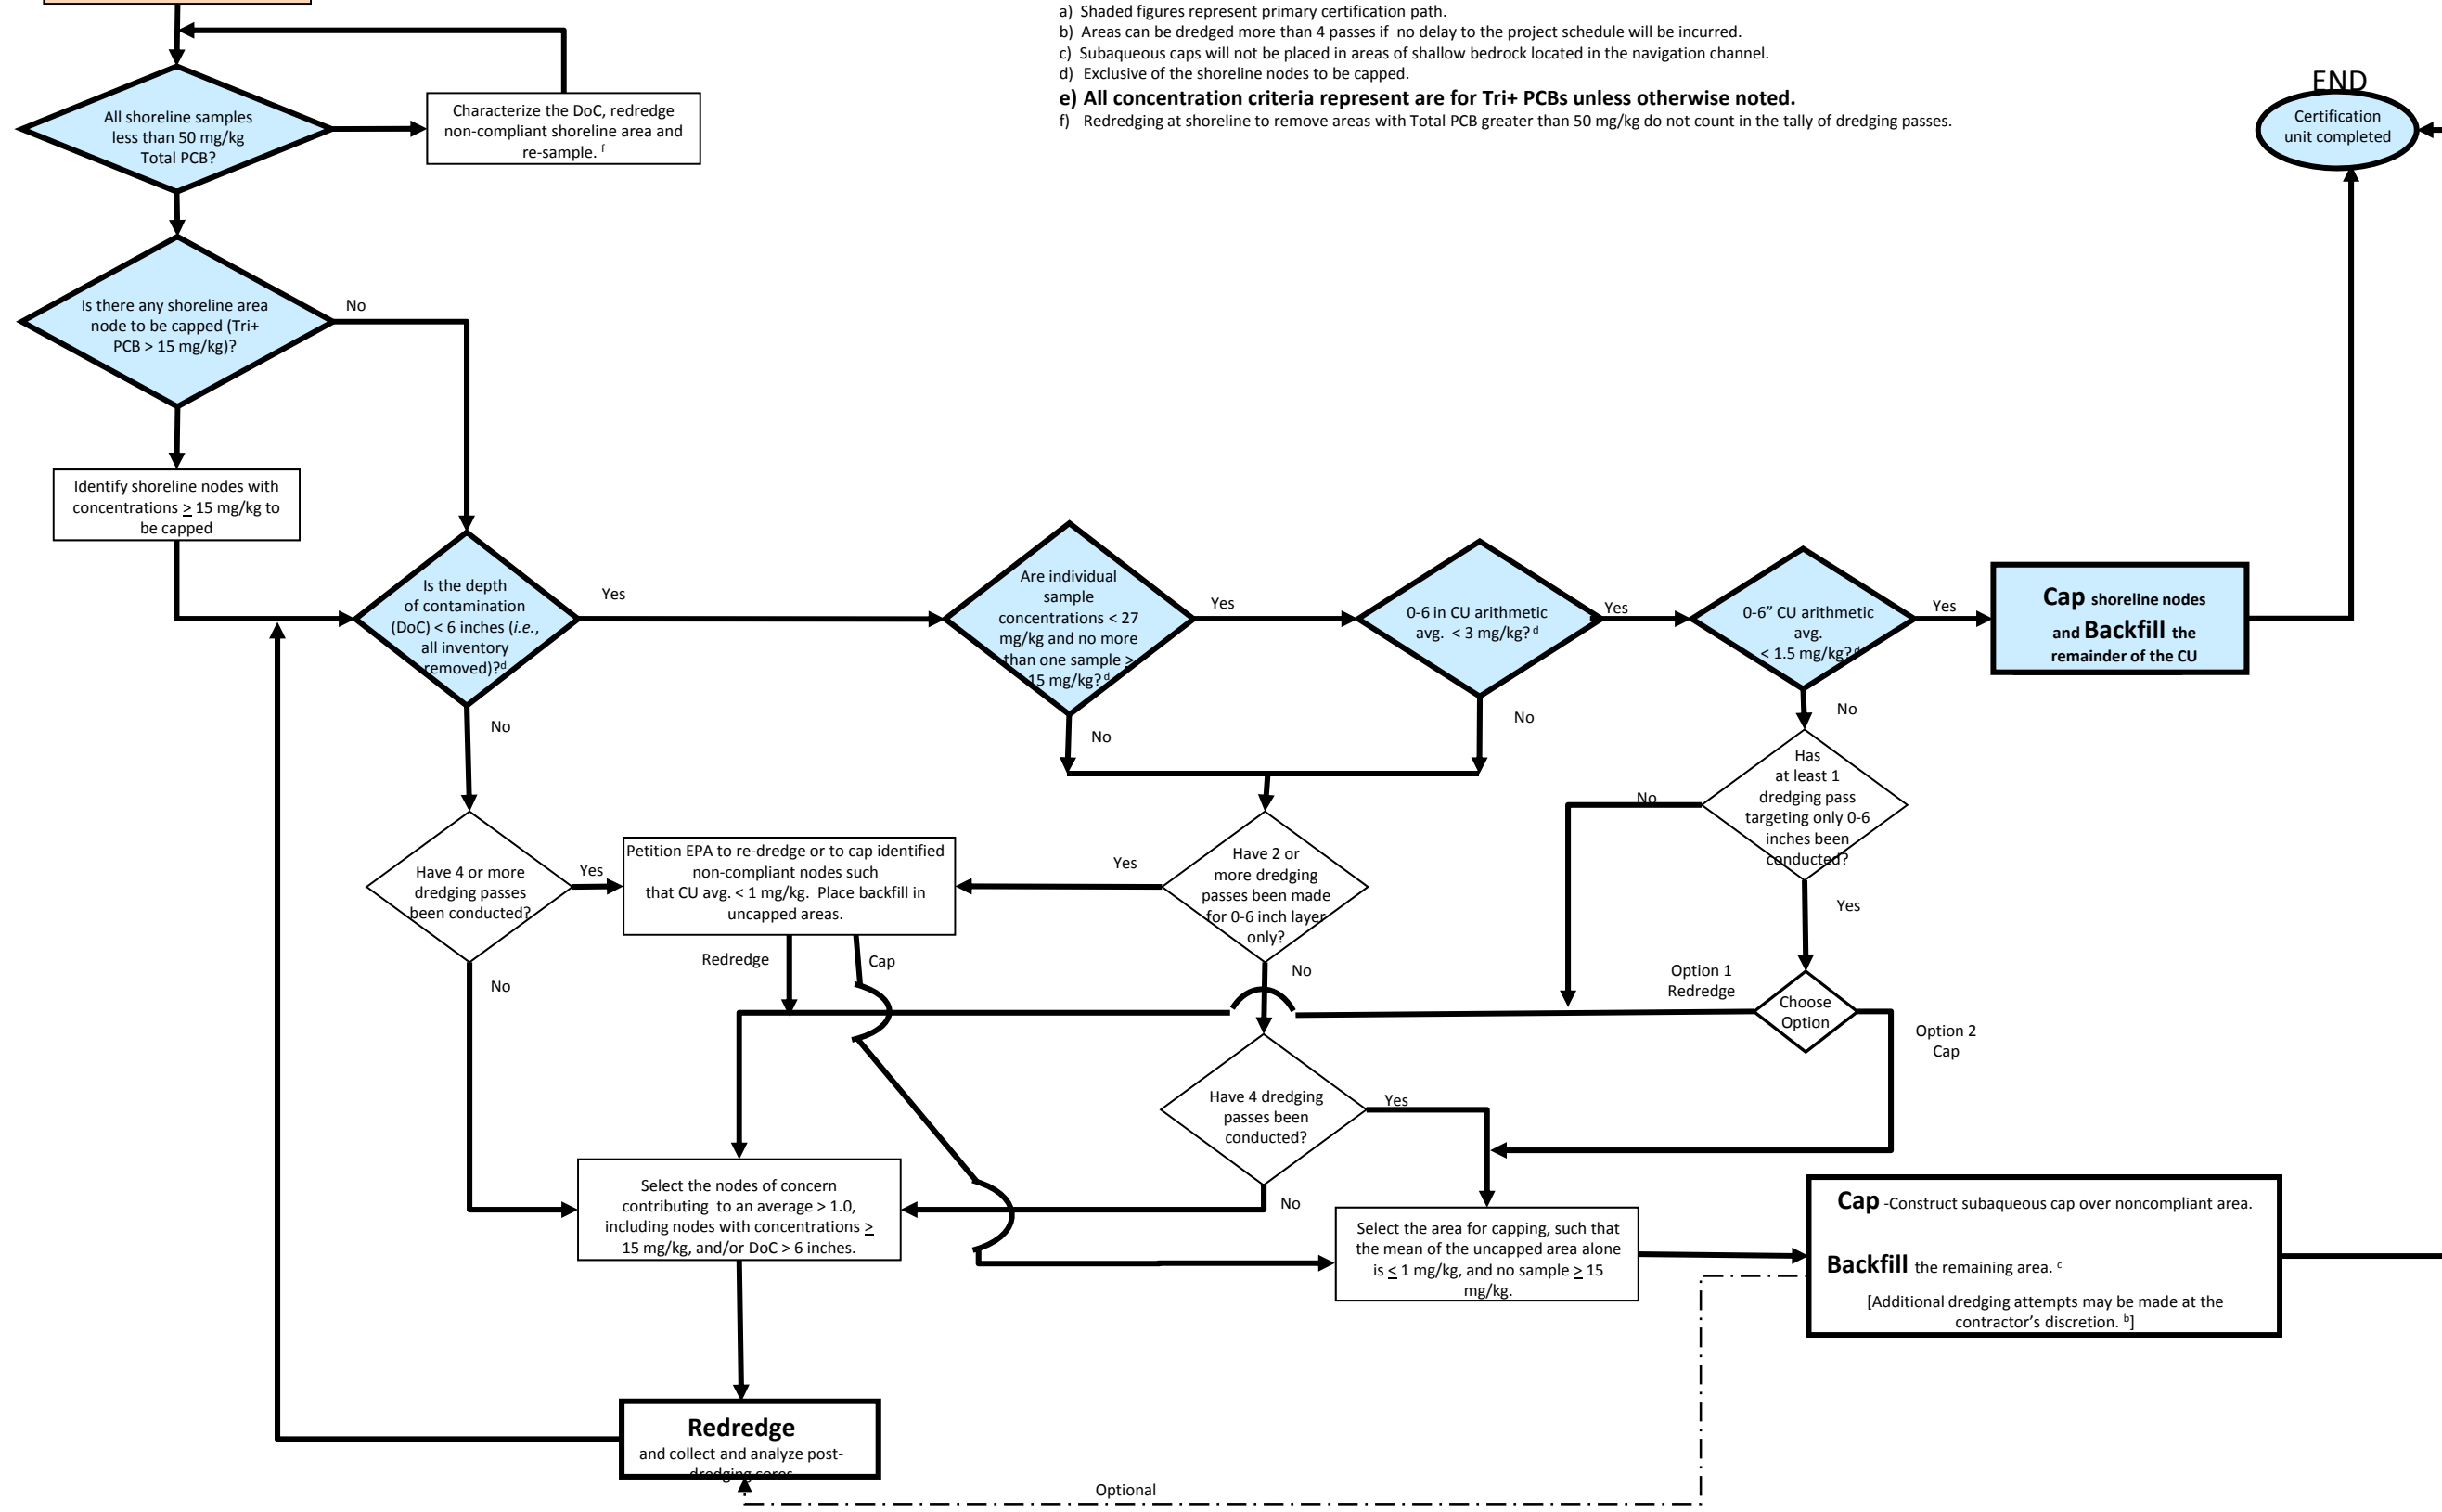 a) Shaded figures represent primary certification path.
b) Areas can be dredged more than 4 passes if no delay to the project schedule will be incurred.
c) Subaqueous caps will not be placed in areas of shallow bedrock located in the navigation channel.
d) Exclusive of the shoreline nodes to be capped.
e) All concentration criteria represent are for Tri+ PCBs unless otherwise noted.
f) Redredging at shoreline to remove areas with Total PCB greater than 50 mg/kg do not count in the tally of dredging passes.
END
Certification
unit completed
All shoreline samples
less than 50 mg/kg
Total PCB?
Characterize the DoC, redredge
non-compliant shoreline area and
re-sample. f
Is there any shoreline area
node to be capped (Tri+
PCB > 15 mg/kg)?
No
Identify shoreline nodes with
concentrations ≥ 15 mg/kg to
be capped
Is the depth
of contamination
(DoC) < 6 inches (i.e.,
all inventory
removed)?d
Yes
No
Are individual
sample
concentrations < 27
mg/kg and no more
than one sample ≥
15 mg/kg? d
Yes
No
0-6 in CU arithmetic
avg. < 3 mg/kg? d
Yes
No
0-6” CU arithmetic
avg.
< 1.5 mg/kg? d
Yes
No
Cap shoreline nodes
and Backfill the
remainder of the CU
Has
at least 1
dredging pass
targeting only 0-6
inches been
conducted?
No
Yes
Have 4 or more
dredging passes
been conducted?
Yes
No
Petition EPA to re-dredge or to cap identified
non-compliant nodes such
that CU avg. < 1 mg/kg. Place backfill in
uncapped areas.
Redredge
Cap
Have 2 or
more dredging
passes been made
for 0-6 inch layer
only?
Yes
No
Option 1
Redredge
Choose
Option
Option 2
Cap
Have 4 dredging
passes been
conducted?
Yes
No
Select the nodes of concern
contributing to an average > 1.0,
including nodes with concentrations ≥
15 mg/kg, and/or DoC > 6 inches.
Select the area for capping, such that
the mean of the uncapped area alone
is ≤ 1 mg/kg, and no sample ≥ 15
mg/kg.
Cap -Construct subaqueous cap over noncompliant area.
Backfill the remaining area. c
[Additional dredging attempts may be made at the
contractor’s discretion. b]
Redredge
and collect and analyze post-
dredging cores
Optional